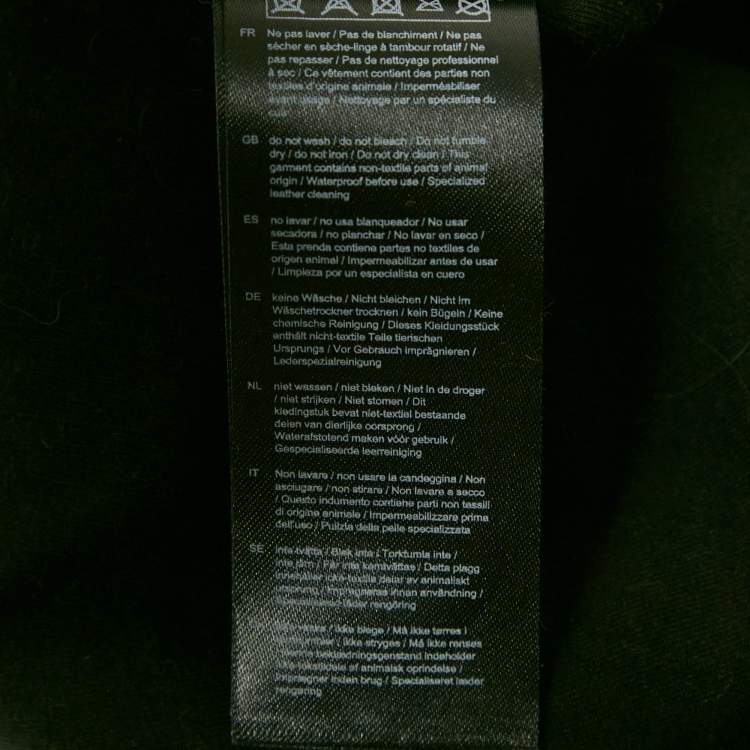 FR Ne pas laver / Pas de blanchiment / Ne pas
sécher en sèche-linge à tambour rotatif / Ne
pas repasser / Pas de nettoyage professionnel
à sec / Ce vêtement contient des parties non
textiles d'origine animale / Imperméabiliser
avant usage / Nettoyage par un spécialiste du
cuir
GB do not wash / do not bleach / Do not tumble
dry / do not iron / Do not dry clean / This
garment contains non-textile parts of animal
origin / Waterproof before use / Specialized
leather cleaning
ES no lavar / no usa blanqueador / No usar
secadora / no planchar / No lavar en seco /
Esta prenda contiene partes no textiles de
origen animal / Impermeabilizar antes de usar
/ Limpieza por un especialista en cuero
DE keine Wäsche / Nicht bleichen / Nicht im
Wäschetrockner trocknen / kein Bügeln / Keine
chemische Reinigung / Dieses Kleidungsstück
enthält nicht-textile Teile tierischen
Ursprungs / Vor Gebrauch imprägnieren /
Lederspezialreinigung
NL niet wassen / niet bleken / Niet in de droger
/ niet strijken / Niet stomen / Dit
kledingstuk bevat niet-textiel bestaande
delen van dierlijke oorsprong /
Waterafstotend maken vóór gebruik /
Gespecialiseerde leerreiniging
IT Non lavare / non usare la candeggina / Non
asciugare / non stirare / Non lavare a secco
/ Questo indumento contiene parti non tessili
di origine animale / Impermeabilizzare prima
dell'uso / Pulizia della pelle specializzata
SE inte tvätta / Blek inte / Torktumla inte /
inte järn / Får inte kemtvättas / Detta plagg
innehåller icke-textila delar av animaliskt
ursprung / Impregneras innan användning /
läder rengöring
/ ikke blege / Må ikke tørres i
/ ikke stryges / Må ikke renses
beklædningsgenstand indeholder
af animalsk oprindelse /
Imprægner inden brug / Specialiseret læder
rengøring